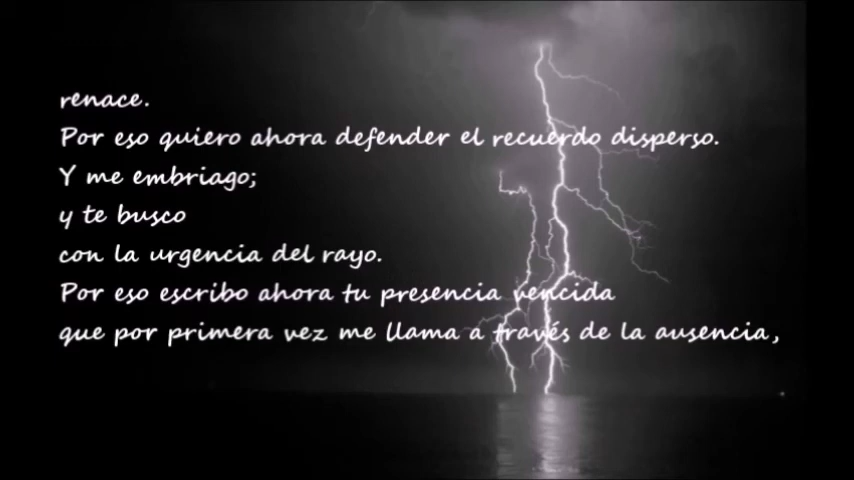 renace.
Por eso quiero ahora defender el recuerdo disperso.
Y me embriago;
y te busco
con la urgencia del rayo.
Por eso escribo ahora tu presencia vencida
que por primera vez me llama a través de la ausencia,